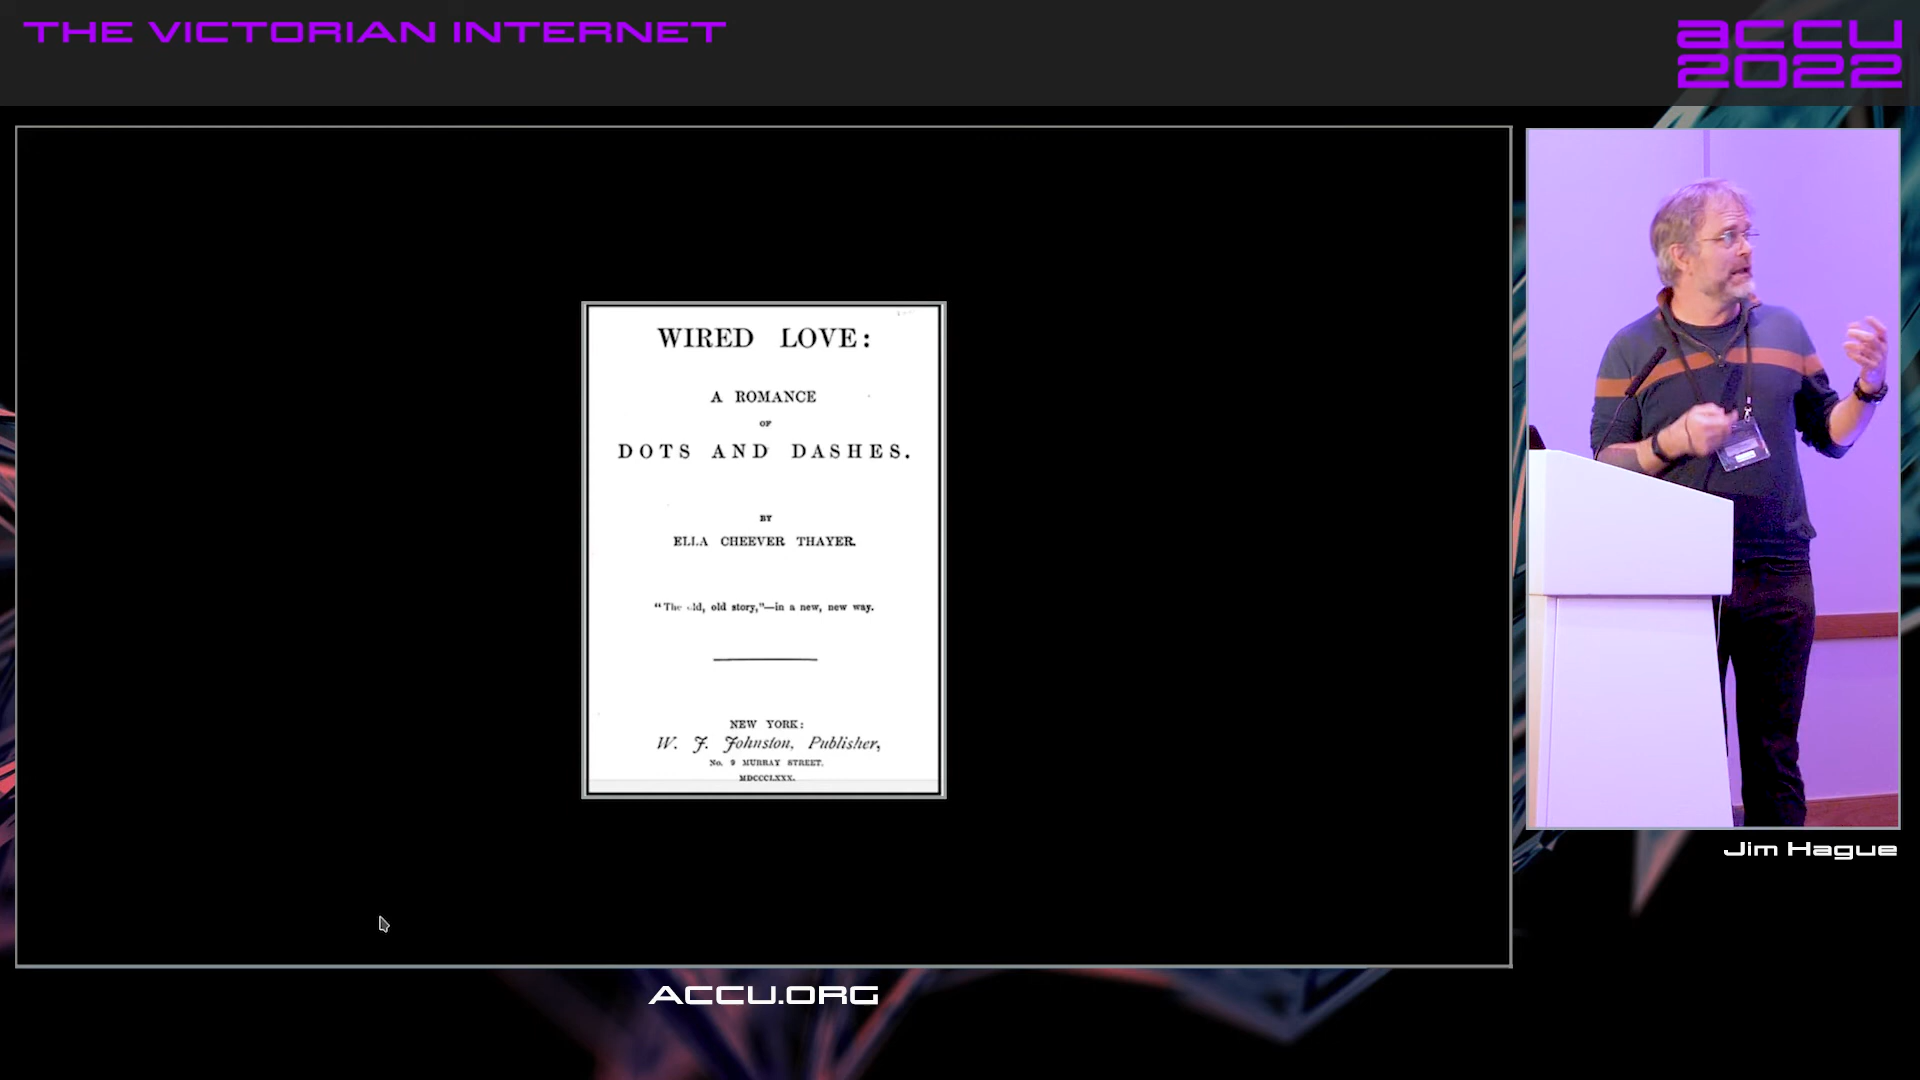 THE VICTORIAN INTERNET
accu
2022
WIRED LOVE:
A ROMANCE
OF
DOTS AND DASHES.
BY
ELLA CHEEVER THAYER.
"The old, old story,"—in a new, new way.
NEW YORK:
W. J. Johnston, Publisher,
No. 9 MURRAY STREET.
MDCCCLXXX.
Jim Hague
ACCU.ORG